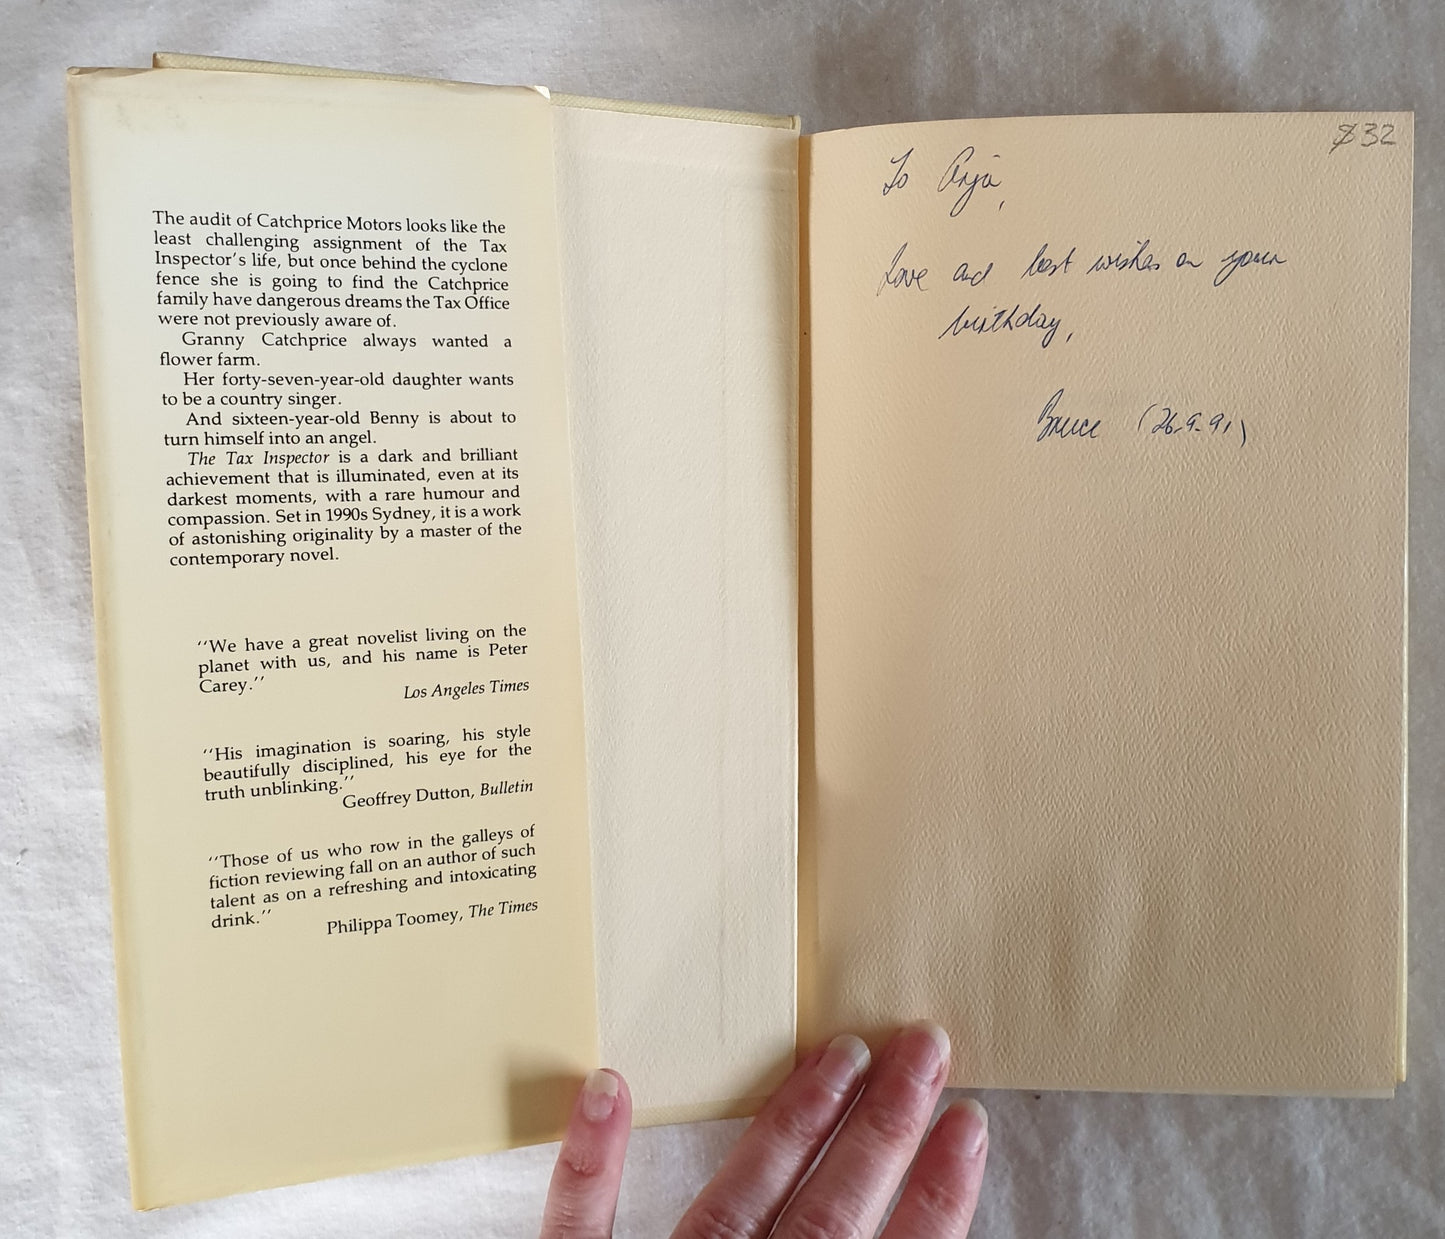 The audit of Catchprice Motors looks like the
least challenging assignment of the Tax
Inspector's life, but once behind the cyclone
fence she is going to find the Catchprice
family have dangerous dreams the Tax Office
were not previously aware of.
Granny Catchprice always wanted a
flower farm.
Her forty-seven-year-old daughter wants
to be a country singer.
And sixteen-year-old Benny is about to
turn himself into an angel.
The Tax Inspector is a dark and brilliant
achievement that is illuminated, even at its
darkest moments, with a rare humour and
compassion. Set in 1990s Sydney, it is a work
of astonishing originality by a master of the
contemporary novel.
''We have a great novelist living on the
planet with us, and his name is Peter
Carey.''
Los Angeles Times
''His imagination is soaring, his style
beautifully disciplined, his eye for the
truth unblinking.''
Geoffrey Dutton, Bulletin
''Those of us who row in the galleys of
fiction reviewing fall on an author of such
talent as on a refreshing and intoxicating
drink.''
Philippa Toomey, The Times
$32
To Anja,
Love and best wishes on your
birthday,
Bruce (26-9-91)